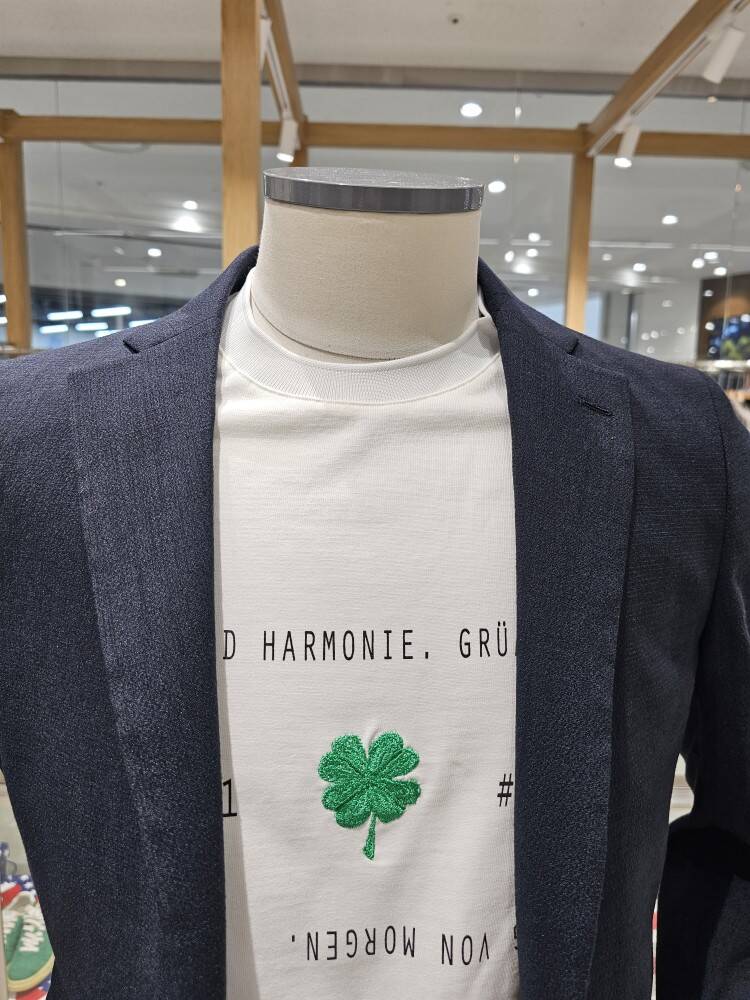 D HARMONIE. GRÜ
1 #
VON MORGEN.